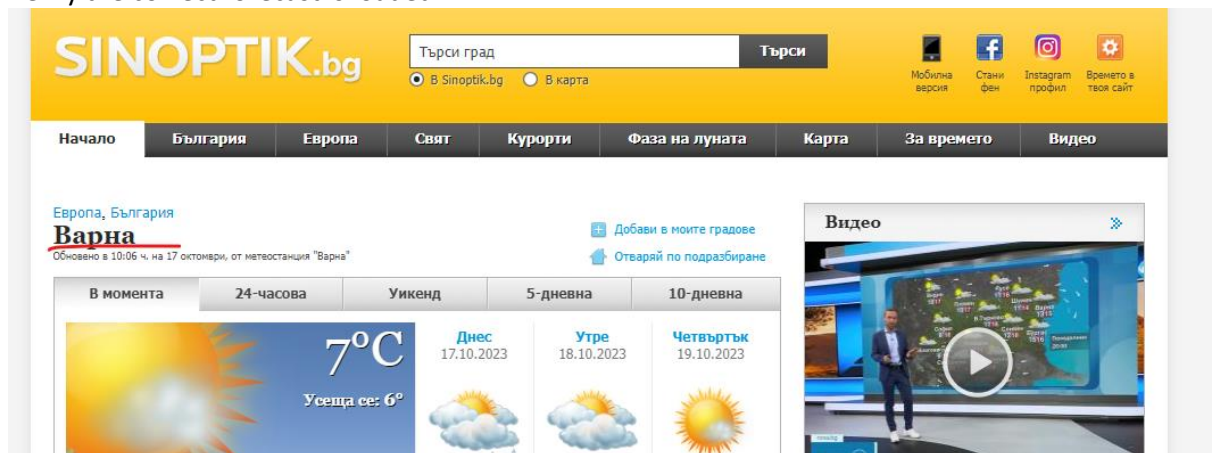 SINOPTIK.bg
Търси град
Търси
В Sinoptik.bg
В карта
Мобилна версия
Стани фен
Instagram профил
Времето в твоя сайт
Начало България Европа Свят Курорти Фаза на луната Карта За времето Видео
Европа, България
Варна
Обновено в 10:06 ч. на 17 октомври, от метеостанция "Варна"
Добави в моите градове
Отваряй по подразбиране
В момента 24-часова Уикенд 5-дневна 10-дневна
7°C
Усеща се: 6°
Днес
17.10.2023
Утре
18.10.2023
Четвъртък
19.10.2023
Видео